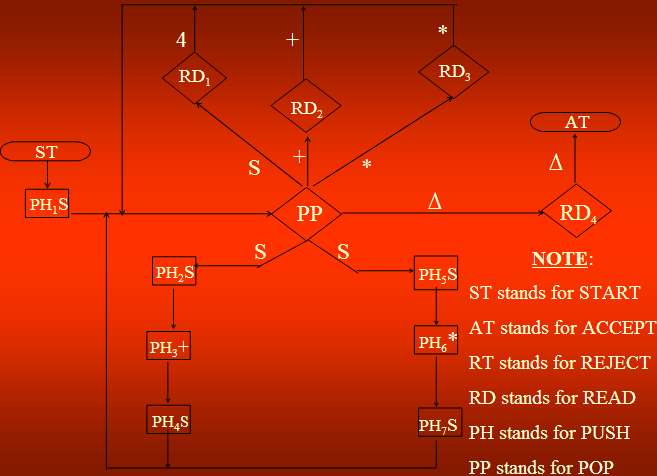 4
+
*
RD₁
RD₂
RD₃
ST
AT
S
+
*
Δ
PH₁S
PP
Δ
RD₄
S
S
NOTE:
PH₂S
PH₅S
ST stands for START
PH₃+
PH₆*
AT stands for ACCEPT
RT stands for REJECT
RD stands for READ
PH₄S
PH₇S
PH stands for PUSH
PP stands for POP